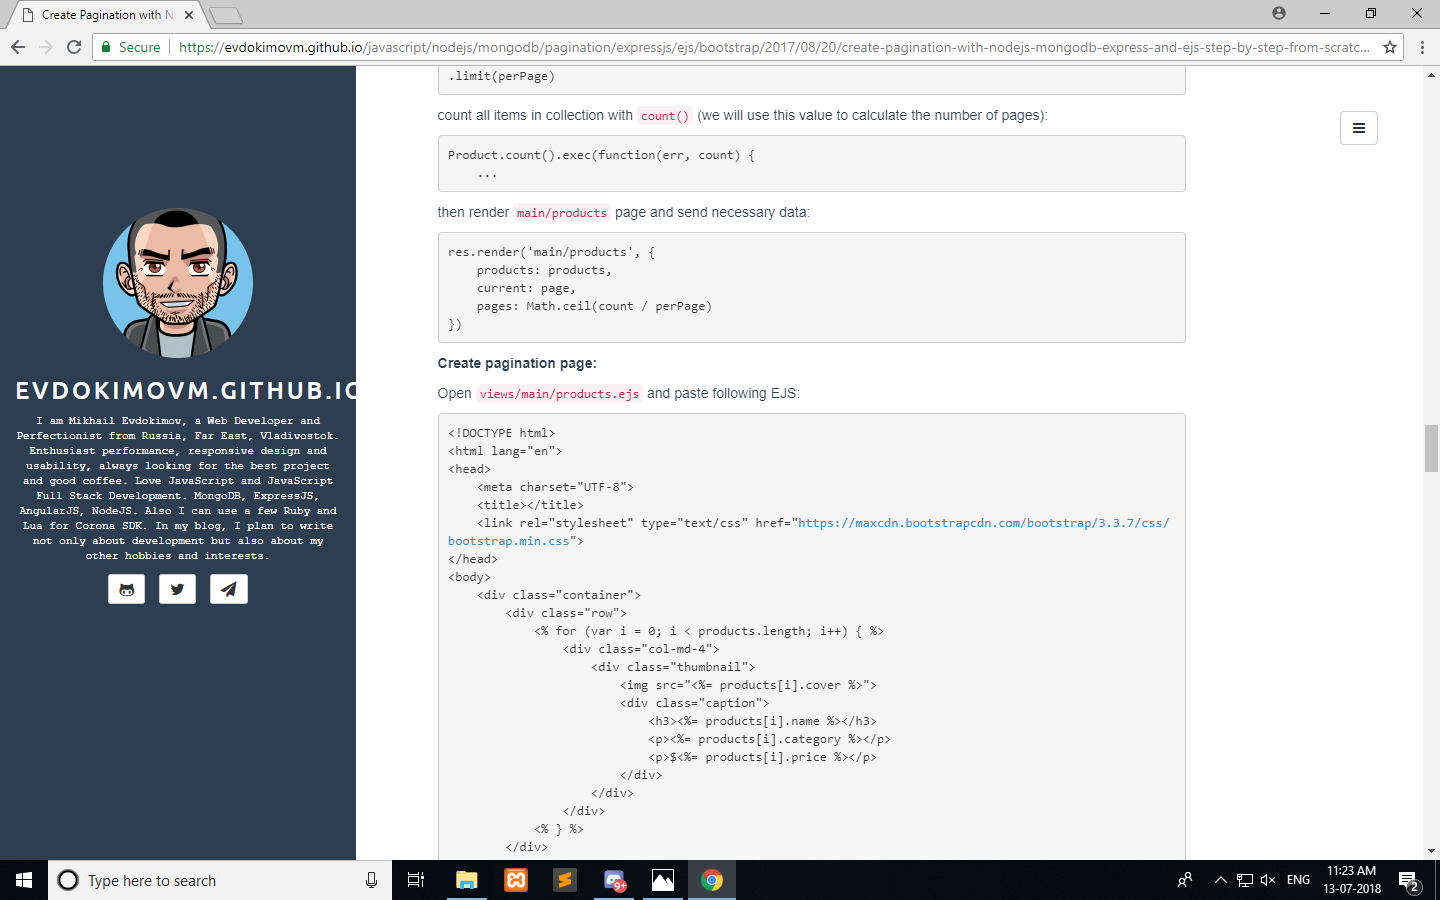 Create Pagination with N
Secure
https://evdokimovm.github.io/javascript/nodejs/mongodb/pagination/expressjs/ejs/bootstrap/2017/08/20/create-pagination-with-nodejs-mongodb-express-and-ejs-step-by-step-from-scratc...
EVDOKIMOVM.GITHUB.IO
I am Mikhail Evdokimov, a Web Developer and
Perfectionist from Russia, Far East, Vladivostok.
Enthusiast performance, responsive design and
usability, always looking for the best project
and good coffee. Love JavaScript and JavaScript
Full Stack Development. MongoDB, ExpressJS,
AngularJS, NodeJS. Also I can use a few Ruby and
Lua for Corona SDK. In my blog, I plan to write
not only about development but also about my
other hobbies and interests.
.limit(perPage)
count all items in collection with count() (we will use this value to calculate the number of pages):
Product.count().exec(function(err, count) {
...
then render main/products page and send necessary data:
res.render('main/products', {
products: products,
current: page,
pages: Math.ceil(count / perPage)
})
Create pagination page:
Open views/main/products.ejs and paste following EJS:
<!DOCTYPE html>
<html lang="en">
<head>
<meta charset="UTF-8">
<title></title>
<link rel="stylesheet" type="text/css" href="https://maxcdn.bootstrapcdn.com/bootstrap/3.3.7/css/
bootstrap.min.css">
</head>
<body>
<div class="container">
<div class="row">
<% for (var i = 0; i < products.length; i++) { %>
<div class="col-md-4">
<div class="thumbnail">
<img src="<%= products[i].cover %>">
<div class="caption">
<h3><%= products[i].name %></h3>
<p><%= products[i].category %></p>
<p>$<%= products[i].price %></p>
</div>
</div>
</div>
<% } %>
</div>
Type here to search
9+
ENG
11:23 AM
13-07-2018
2